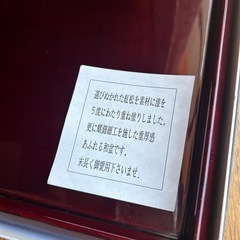 選びぬかれた紅松を素材に漆を
5度にわたり重ね塗りしました。
更に螺鈿細工を施した重厚感
あふれる和盆です。
末長く御愛用下さいませ。